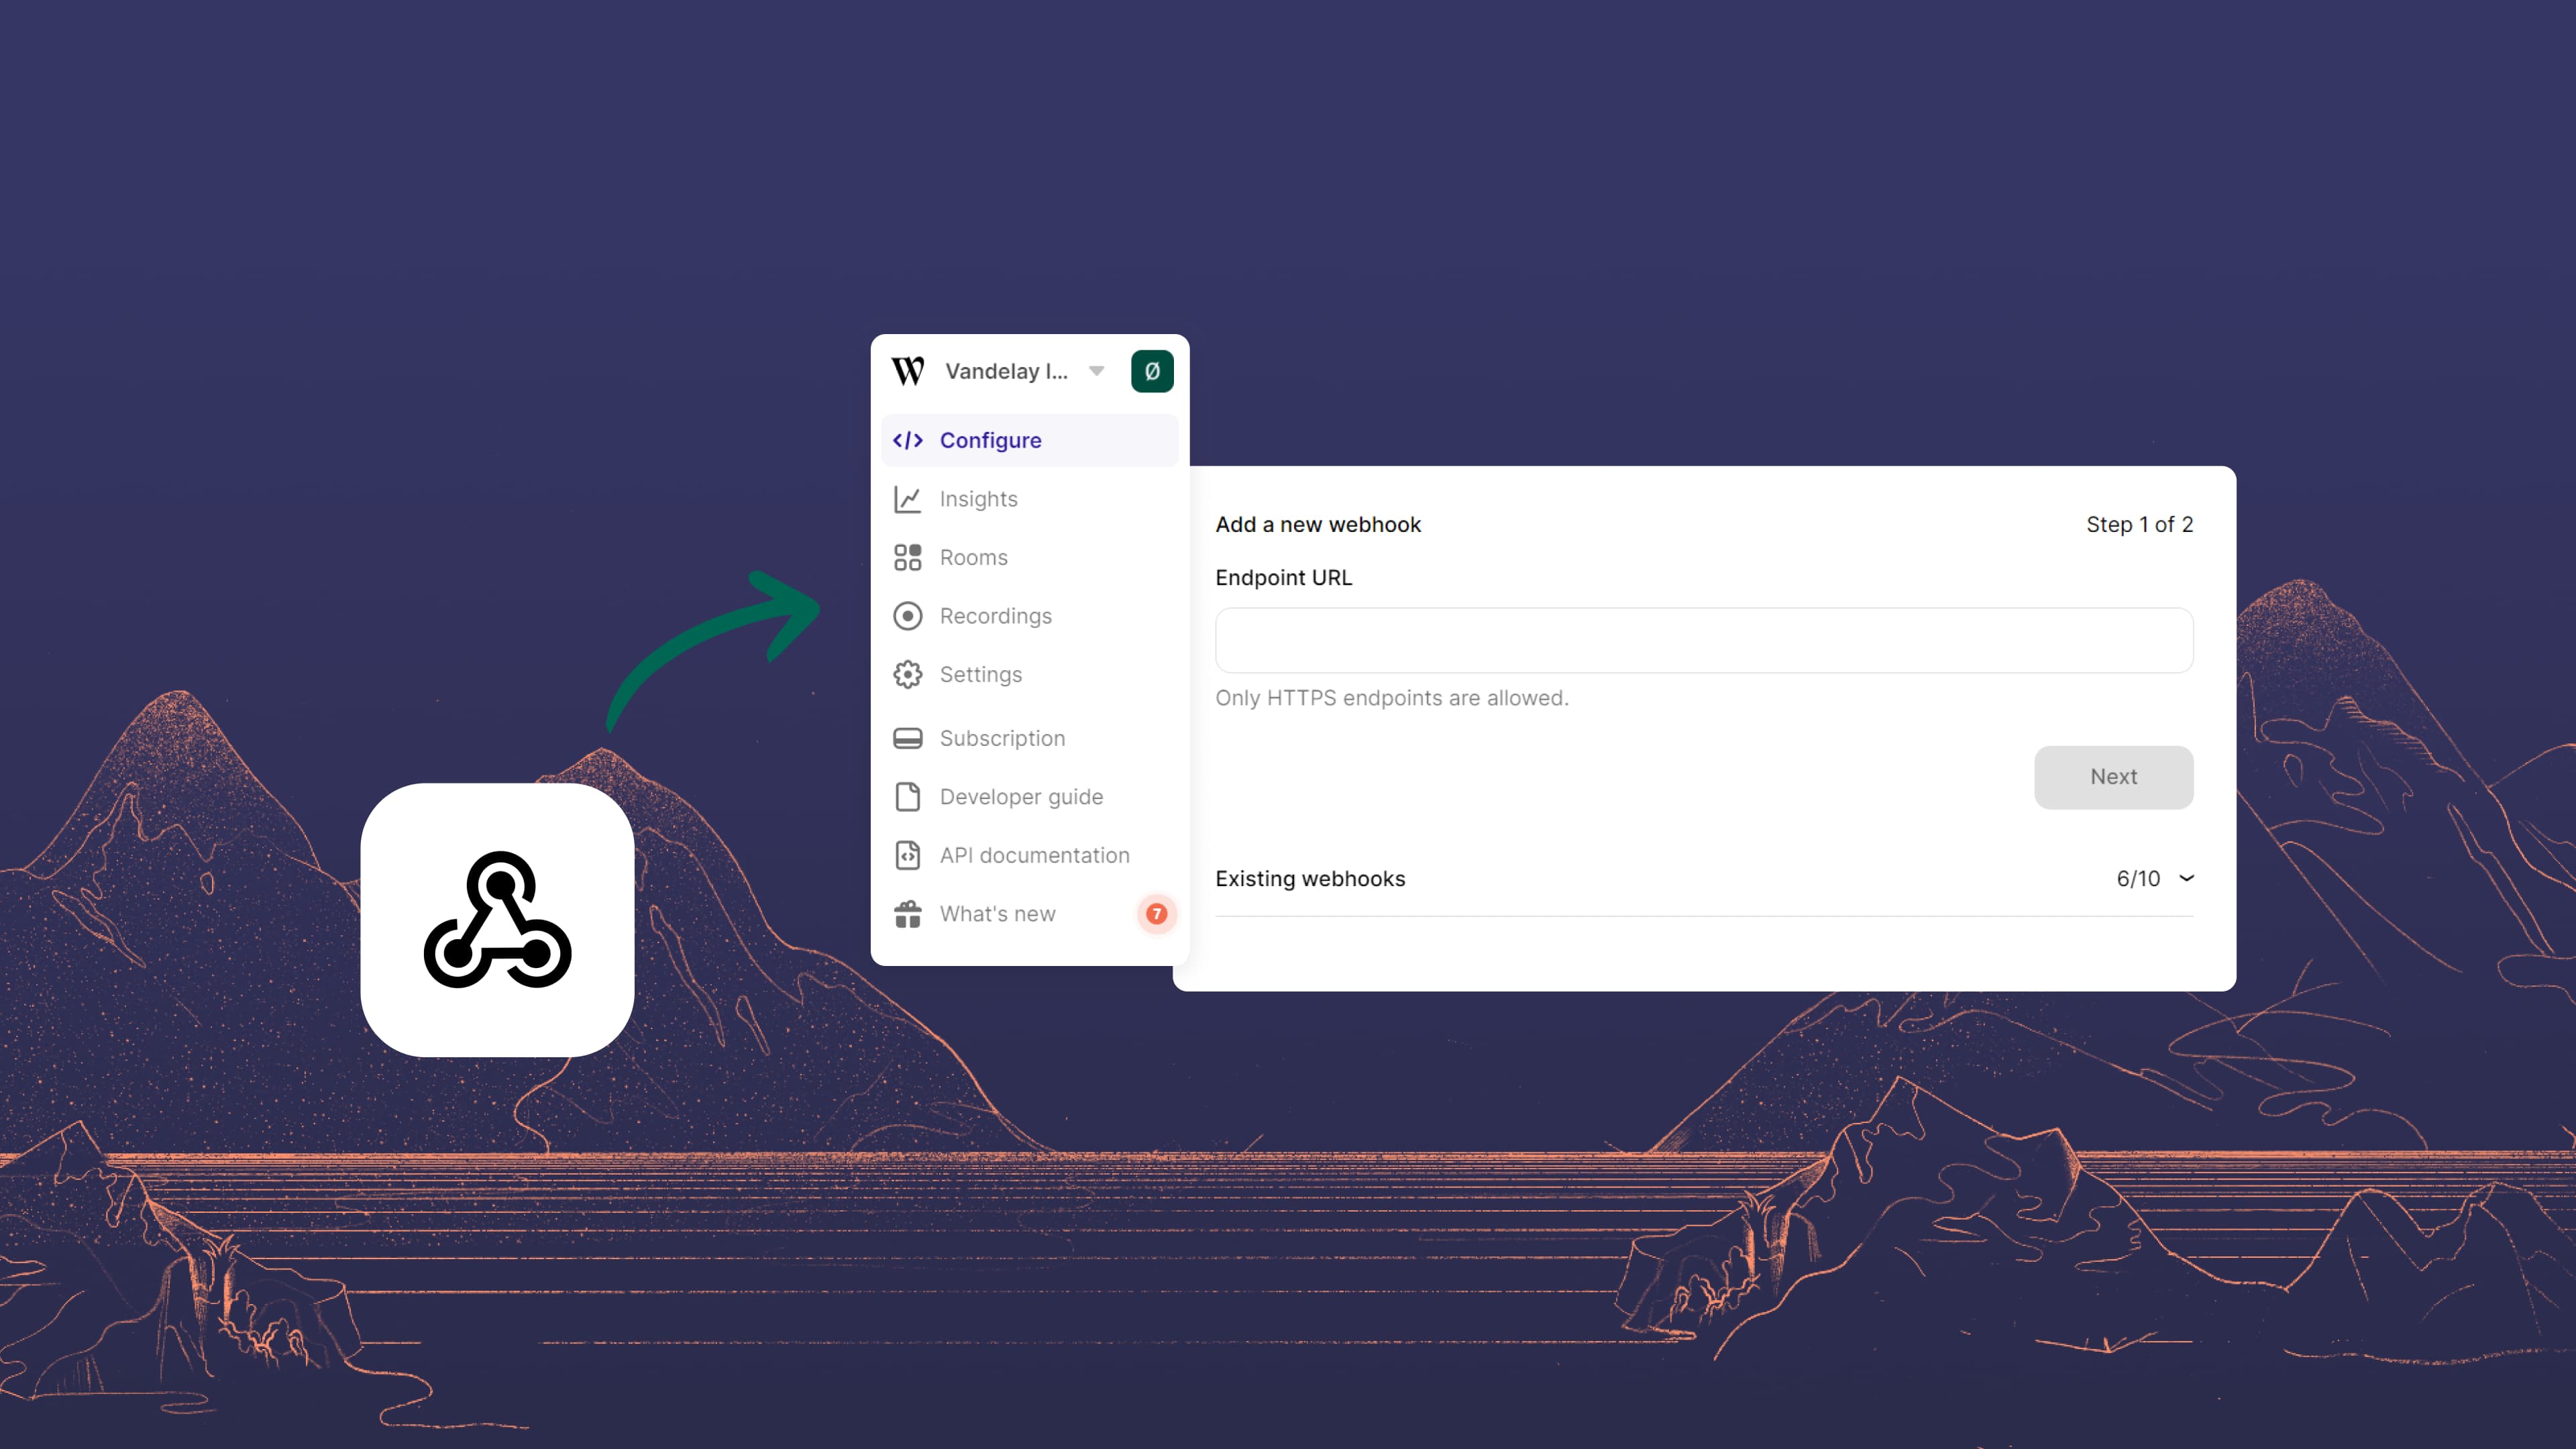 W Vandelay I... Ø
Configure
Insights
Rooms
Recordings
Settings
Subscription
Developer guide
API documentation
What's new 7
Add a new webhook Step 1 of 2
Endpoint URL
Only HTTPS endpoints are allowed.
Next
Existing webhooks 6/10